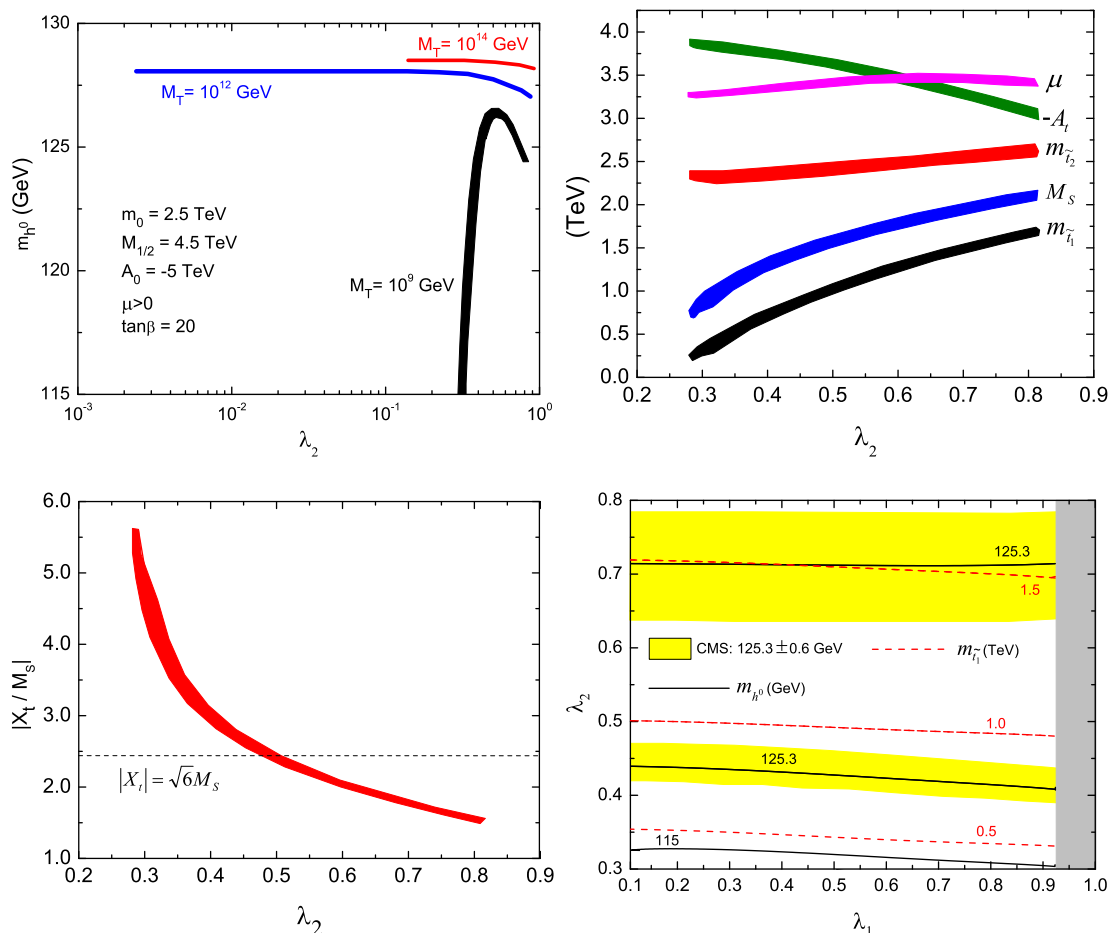 130
125
120
115
m_h⁰ (GeV)
M_T = 10^14 GeV
M_T = 10^12 GeV
M_T = 10^9 GeV
m_0 = 2.5 TeV
M_1/2 = 4.5 TeV
A_0 = -5 TeV
μ>0
tanβ = 20
10^-3 10^-2 10^-1 10^0
λ_2
4.0
3.5
3.0
2.5
2.0
1.5
1.0
0.5
0.0
(TeV)
μ
-A_t
m_t̃_2
M_S
m_t̃_1
0.2 0.3 0.4 0.5 0.6 0.7 0.8 0.9
λ_2
6.0
5.0
4.0
3.0
2.0
1.0
|X_t / M_s|
|X_t| = √6 M_S
0.2 0.3 0.4 0.5 0.6 0.7 0.8 0.9
λ_2
0.8
0.7
0.6
0.5
0.4
0.3
λ_2
125.3
1.5
CMS: 125.3 ± 0.6 GeV
m_t̃_1 (TeV)
m_h⁰ (GeV)
1.0
125.3
0.5
115
0.1 0.2 0.3 0.4 0.5 0.6 0.7 0.8 0.9 1.0
λ_1